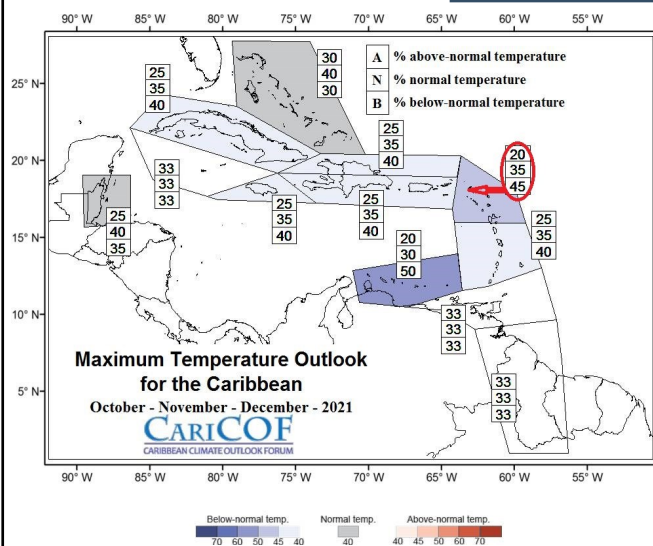 90° W 85° W 80° W 75° W 70° W 65° W 60° W 55° W
25° N
20° N
15° N
10° N
5° N
A % above-normal temperature
N % normal temperature
B % below-normal temperature
30
40
30
25
35
40
25
35
40
20
35
45
33
33
33
25
40
35
25
35
40
25
35
40
25
35
40
20
30
50
33
33
33
33
33
33
Maximum Temperature Outlook
for the Caribbean
October - November - December - 2021
CARICOF
CARIBBEAN CLIMATE OUTLOOK FORUM
90° W 85° W 80° W 75° W 70° W 65° W 60° W 55° W
Below-normal temp. Normal temp. Above-normal temp.
70 60 50 45 40 40 40 45 50 60 70